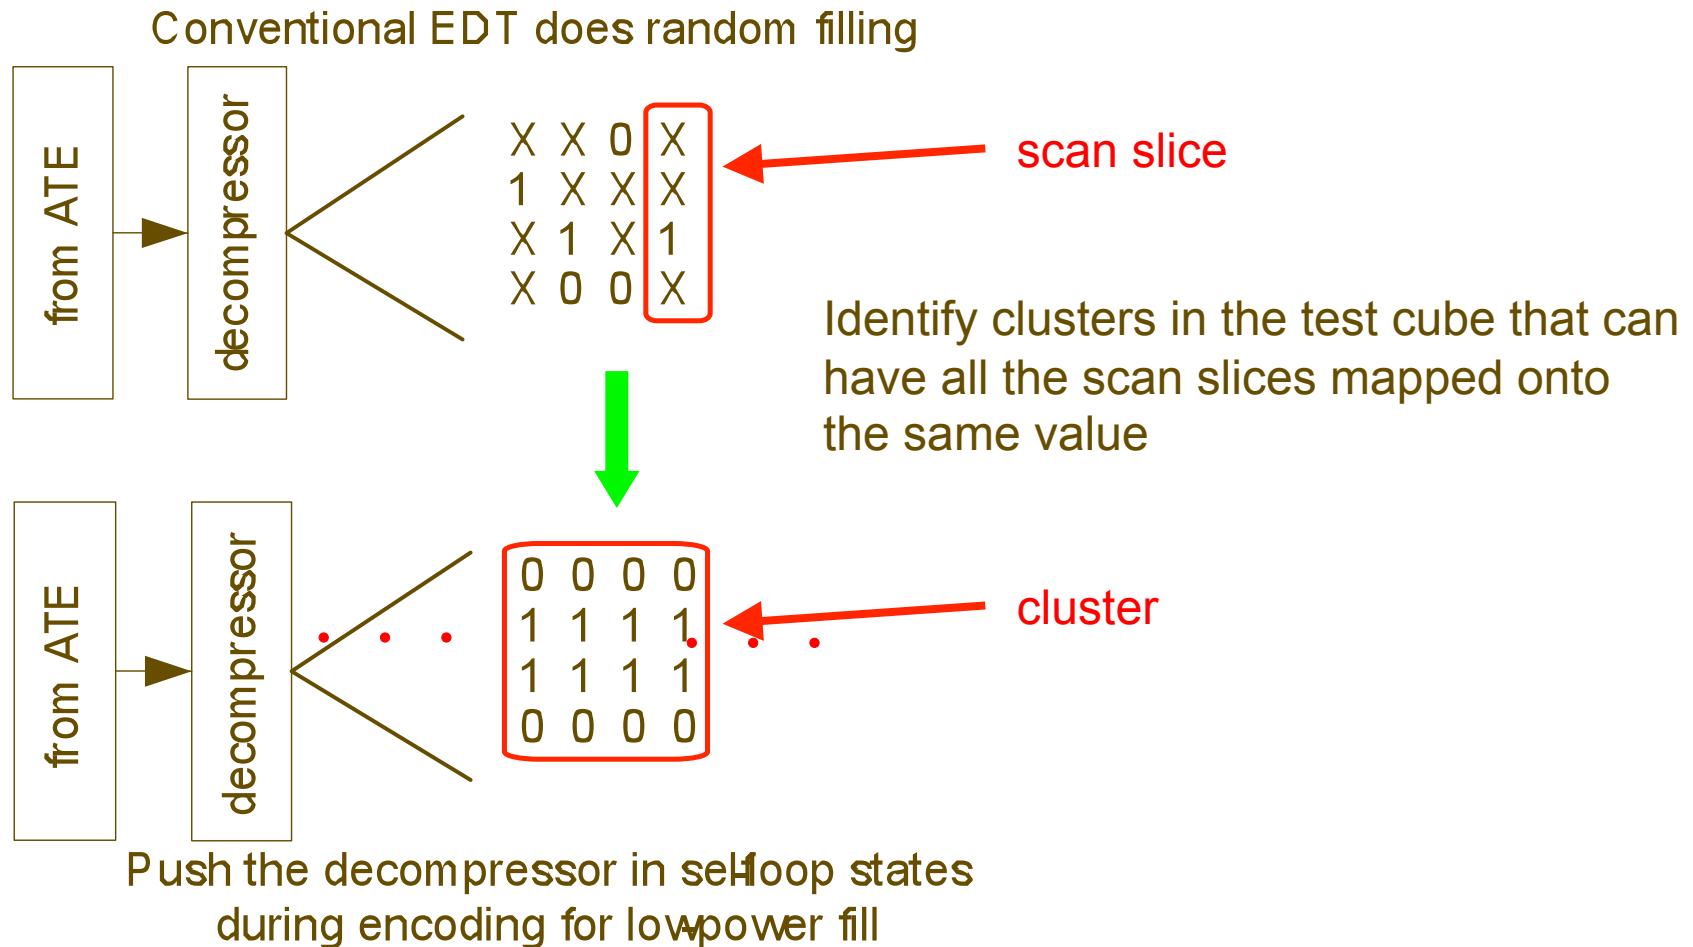 Conventional EDT does random filling
from ATE
decompressor
X X 0 X
1 X X X
X 1 X 1
X 0 0 X
scan slice
Identify clusters in the test cube that can
have all the scan slices mapped onto
the same value
from ATE
decompressor
0 0 0 0
1 1 1 1
1 1 1 1
0 0 0 0
cluster
. . .
. . .
Push the decompressor in self-loop states
during encoding for low-power fill